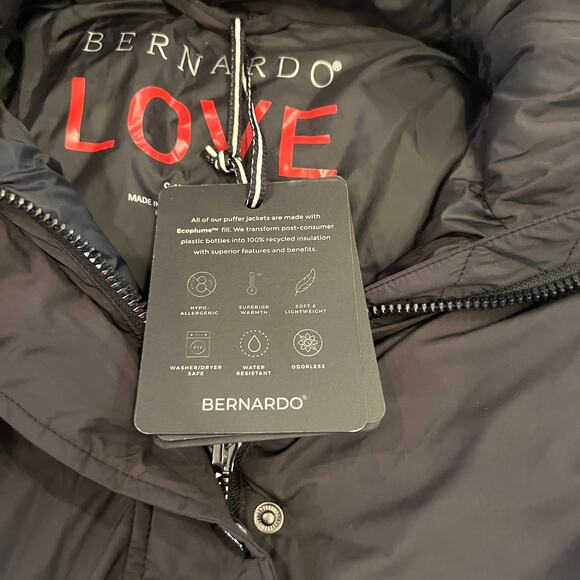 BERNARDO®
LOVE
MADE IN
All of our puffer jackets are made with
Ecoplume™ fill. We transform post-consumer
plastic bottles into 100% recycled insulation
with superior features and benefits.
HYPO-
ALLERGENIC
SUPERIOR
WARMTH
SOFT &
LIGHTWEIGHT
WASHER/DRYER
SAFE
WATER
RESISTANT
ODORLESS
BERNARDO®